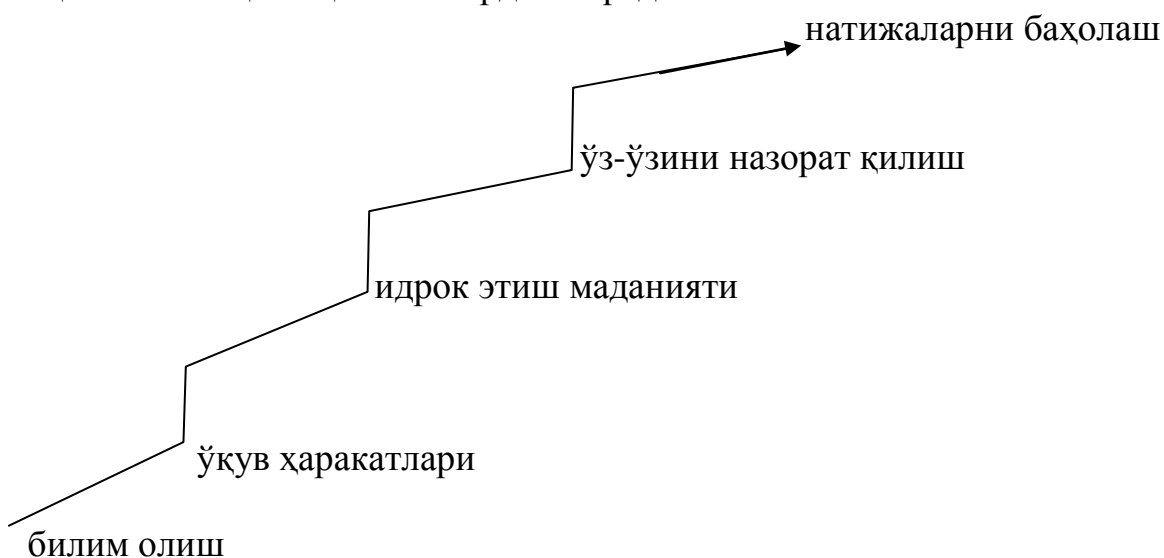 натижаларни баҳолаш
ўз-ўзини назорат қилиш
идрок этиш маданияти
ўқув ҳаракатлари
билим олиш